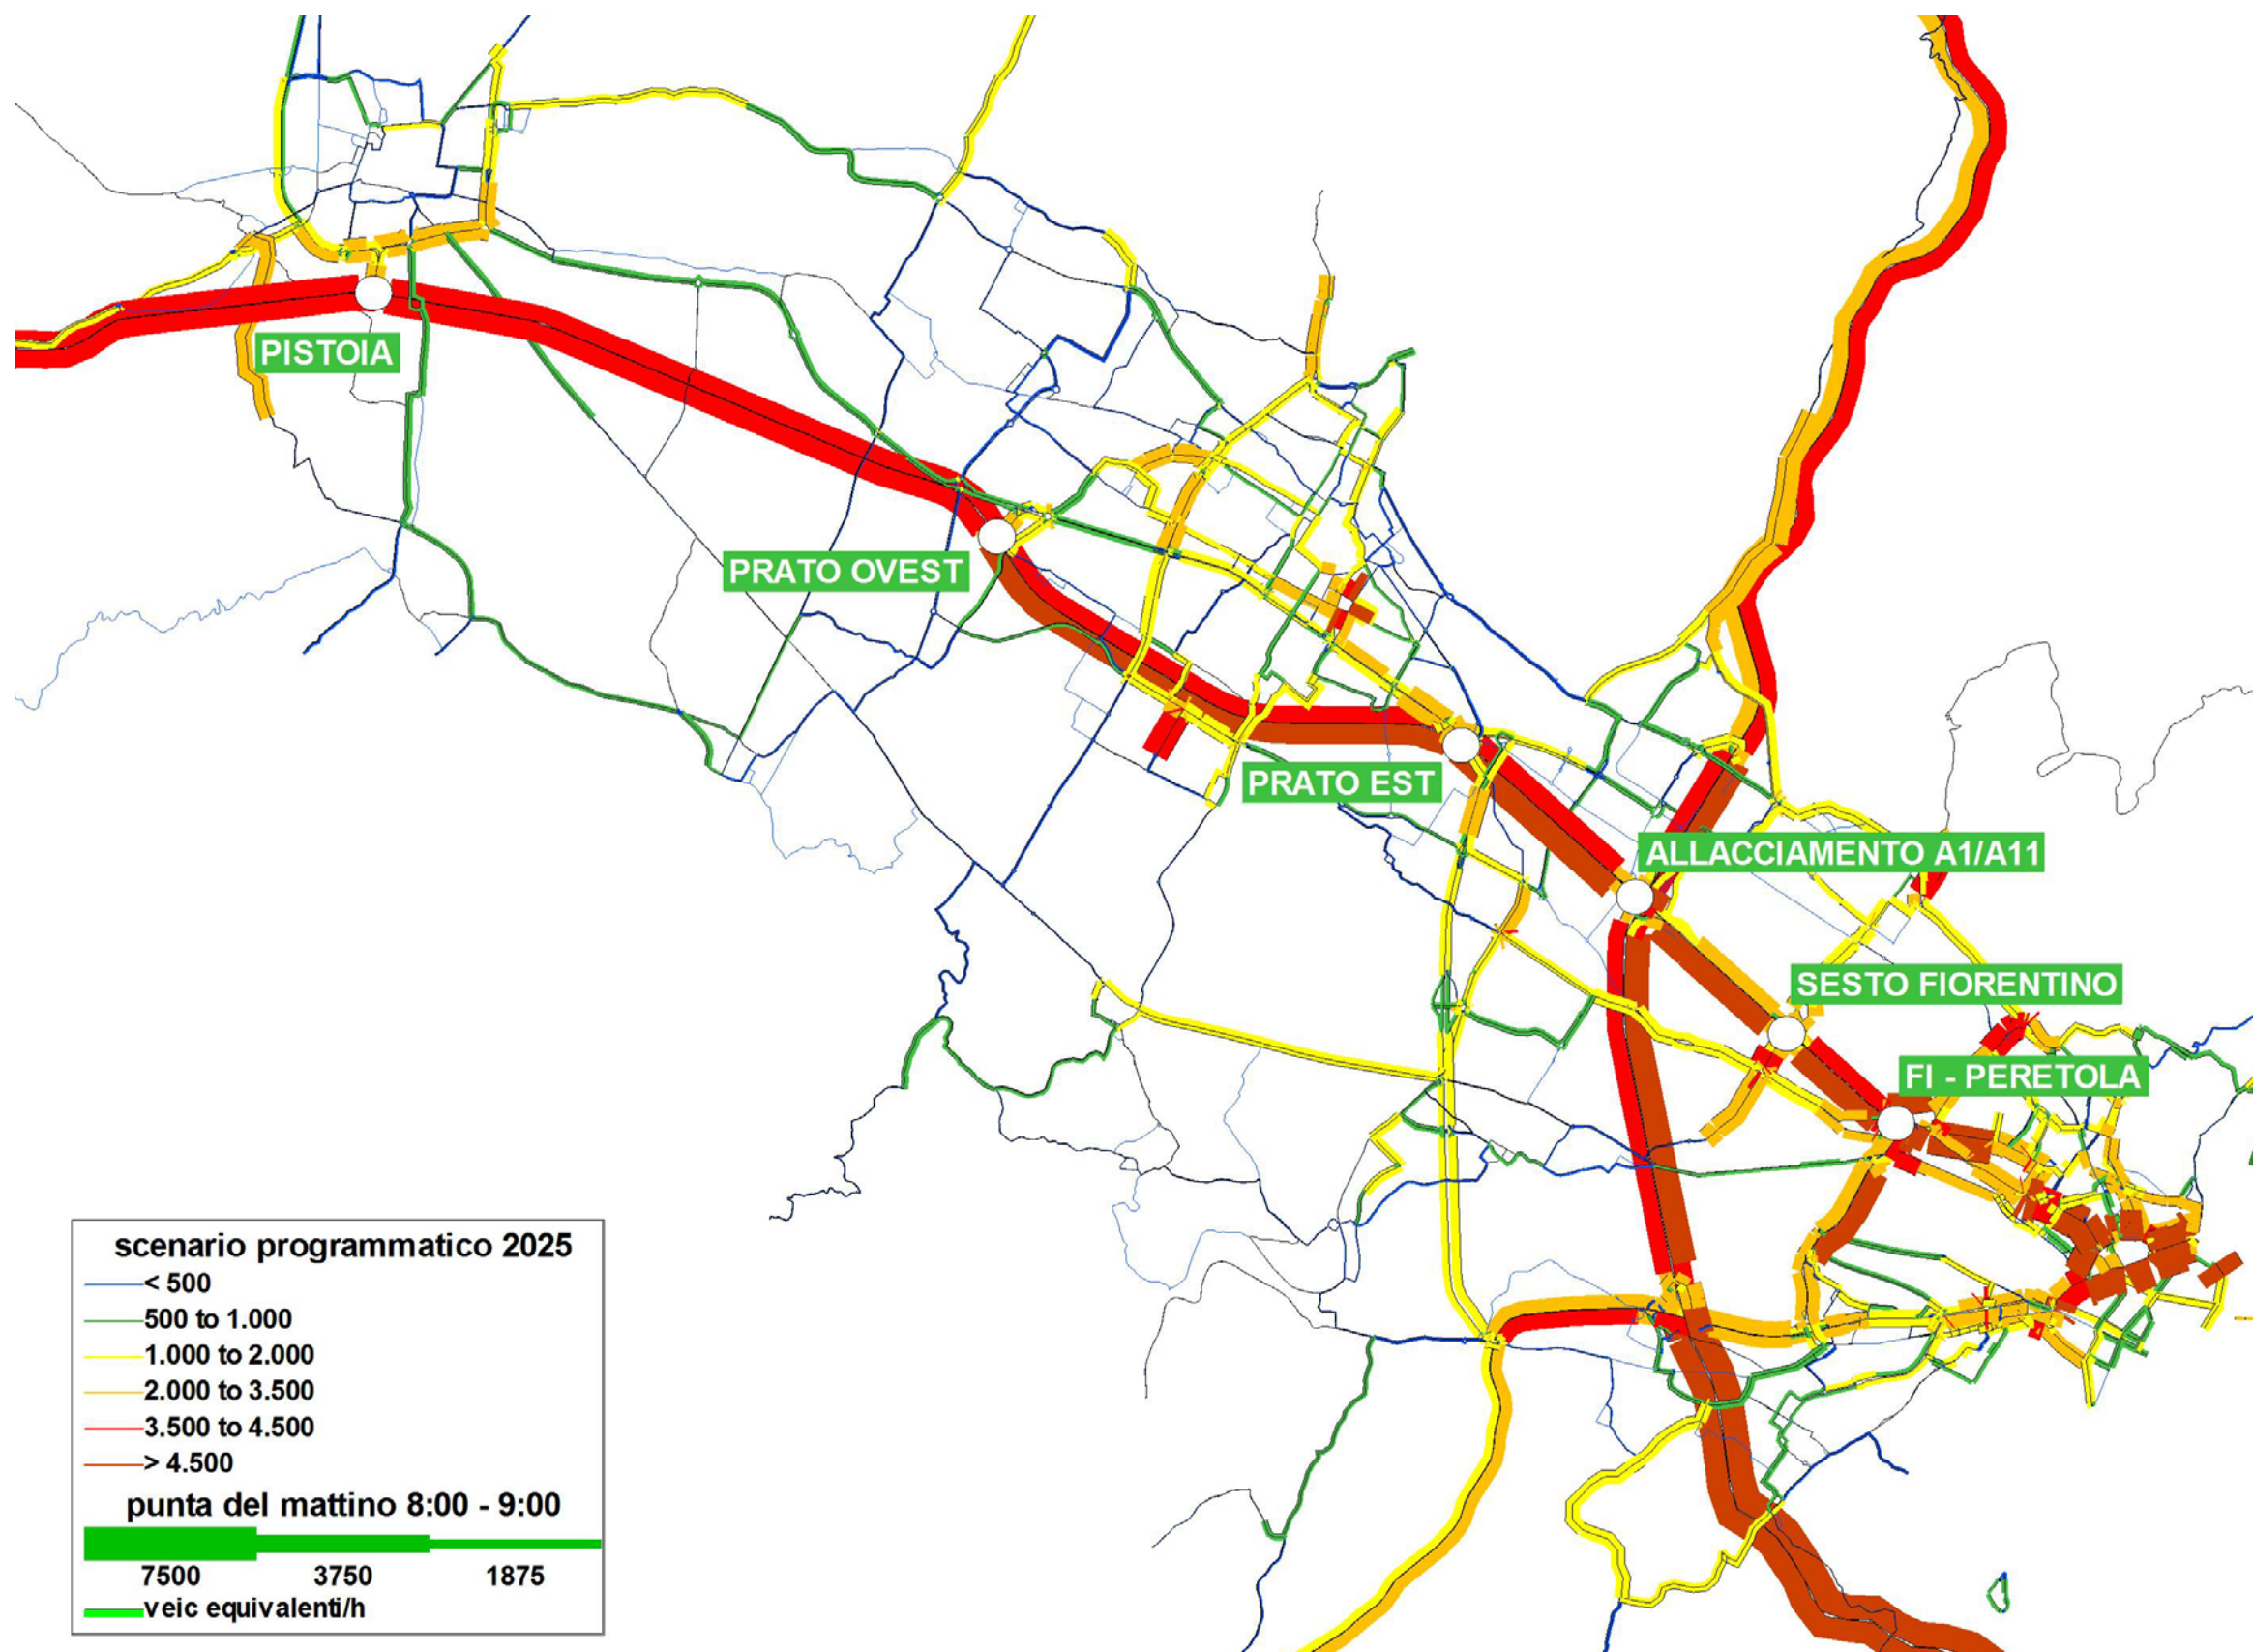 PISTOIA
PRATO OVEST
PRATO EST
ALLACCIAMENTO A1/A11
SESTO FIORENTINO
FI - PERETOLA
scenario programmatico 2025
< 500
500 to 1.000
1.000 to 2.000
2.000 to 3.500
3.500 to 4.500
> 4.500
punta del mattino 8:00 - 9:00
7500 3750 1875
veic equivalenti/h